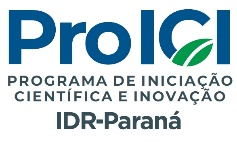 ProICI
PROGRAMA DE INICIAÇÃO
CIENTÍFICA E INOVAÇÃO
IDR-Paraná